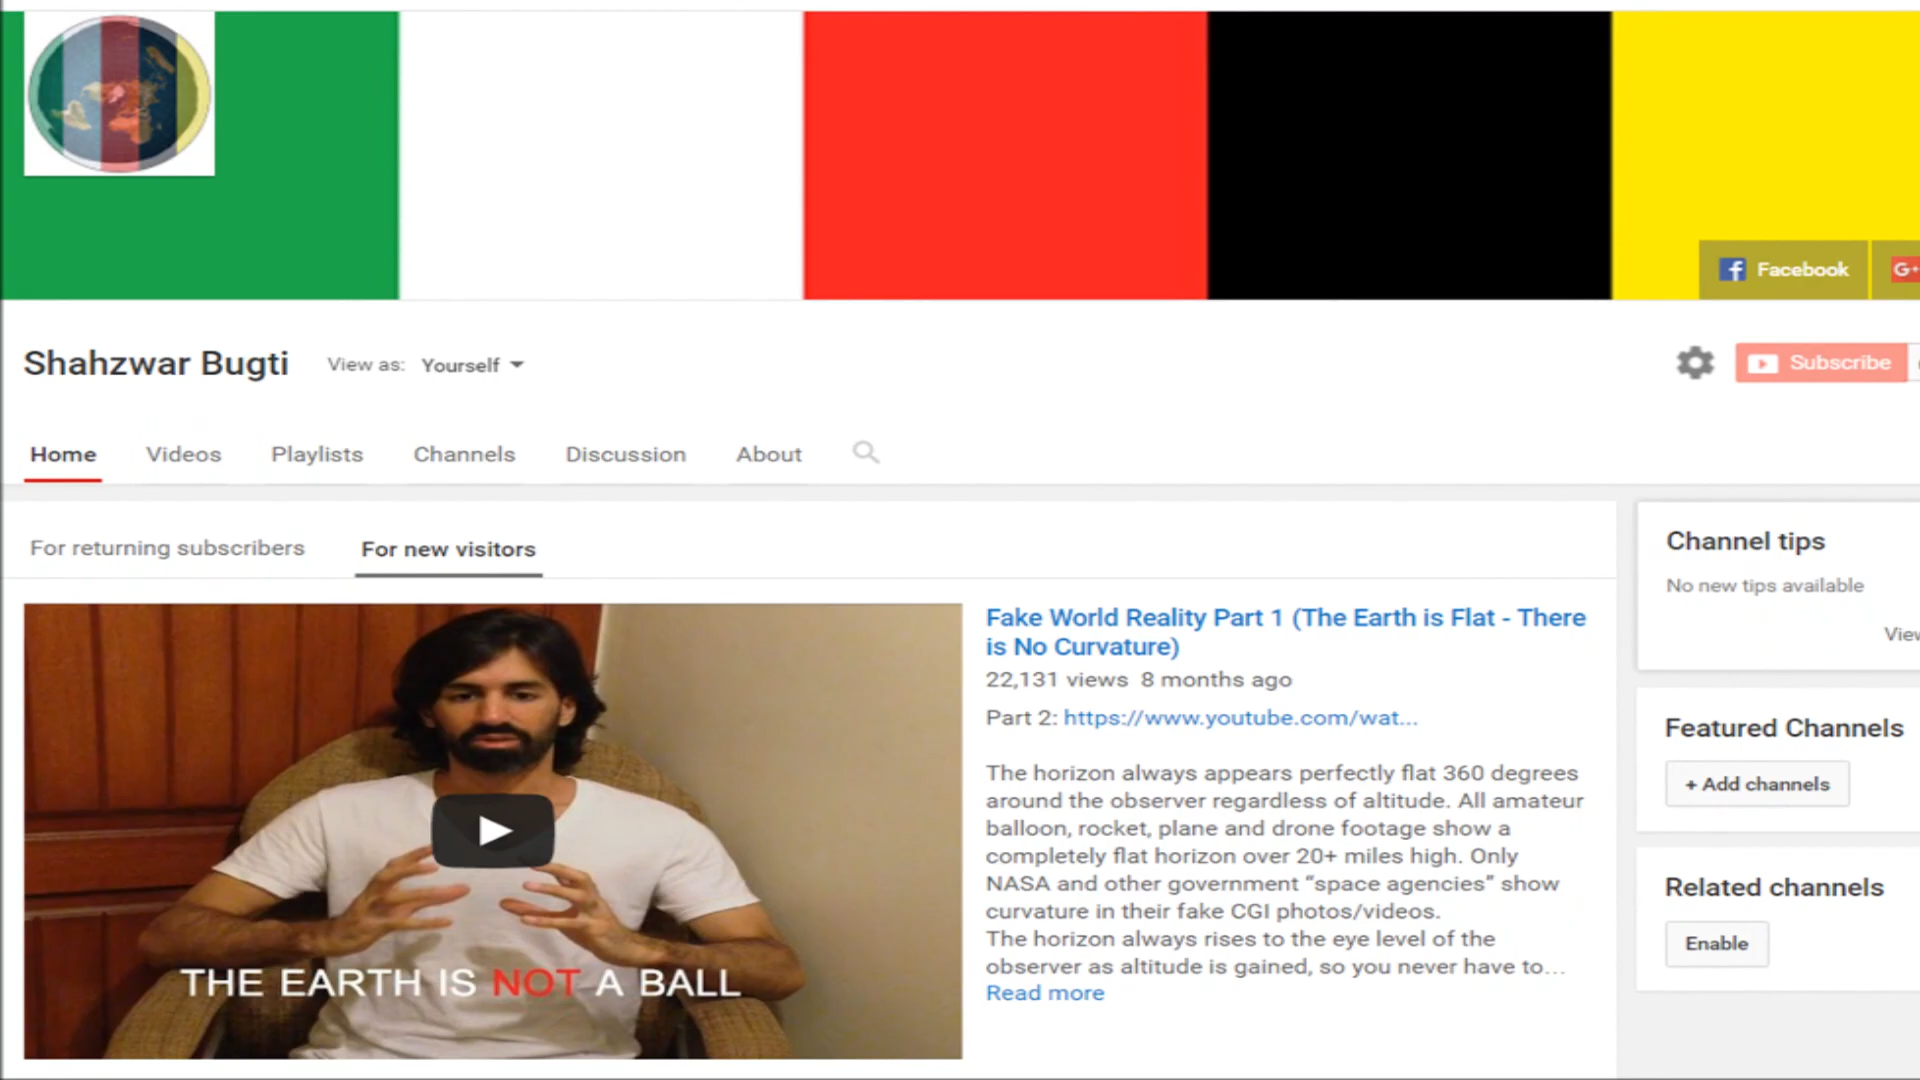 Facebook
G+
Shahzwar Bugti
View as: Yourself
Subscribe
Home
Videos
Playlists
Channels
Discussion
About
For returning subscribers
For new visitors
THE EARTH IS NOT A BALL
Fake World Reality Part 1 (The Earth is Flat - There
is No Curvature)
22,131 views 8 months ago
Part 2: https://www.youtube.com/wat...
The horizon always appears perfectly flat 360 degrees
around the observer regardless of altitude. All amateur
balloon, rocket, plane and drone footage show a
completely flat horizon over 20+ miles high. Only
NASA and other government “space agencies” show
curvature in their fake CGI photos/videos.
The horizon always rises to the eye level of the
observer as altitude is gained, so you never have to...
Read more
Channel tips
No new tips available
View
Featured Channels
+ Add channels
Related channels
Enable